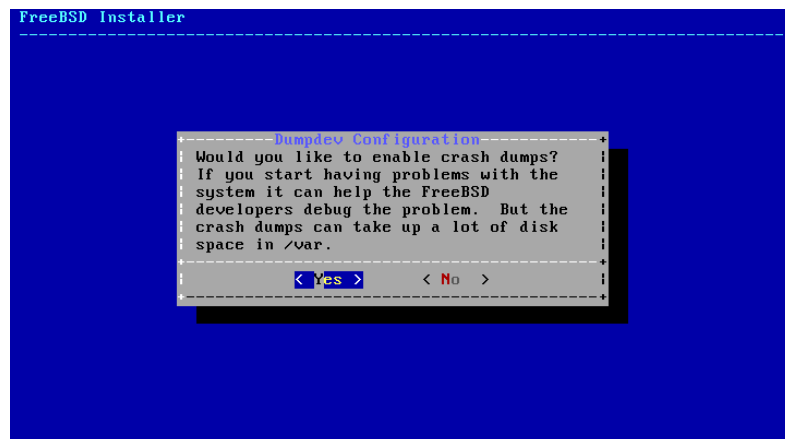 FreeBSD Installer
Dumpdev Configuration
Would you like to enable crash dumps?
If you start having problems with the
system it can help the FreeBSD
developers debug the problem.  But the
crash dumps can take up a lot of disk
space in /var.
< Yes > < No >